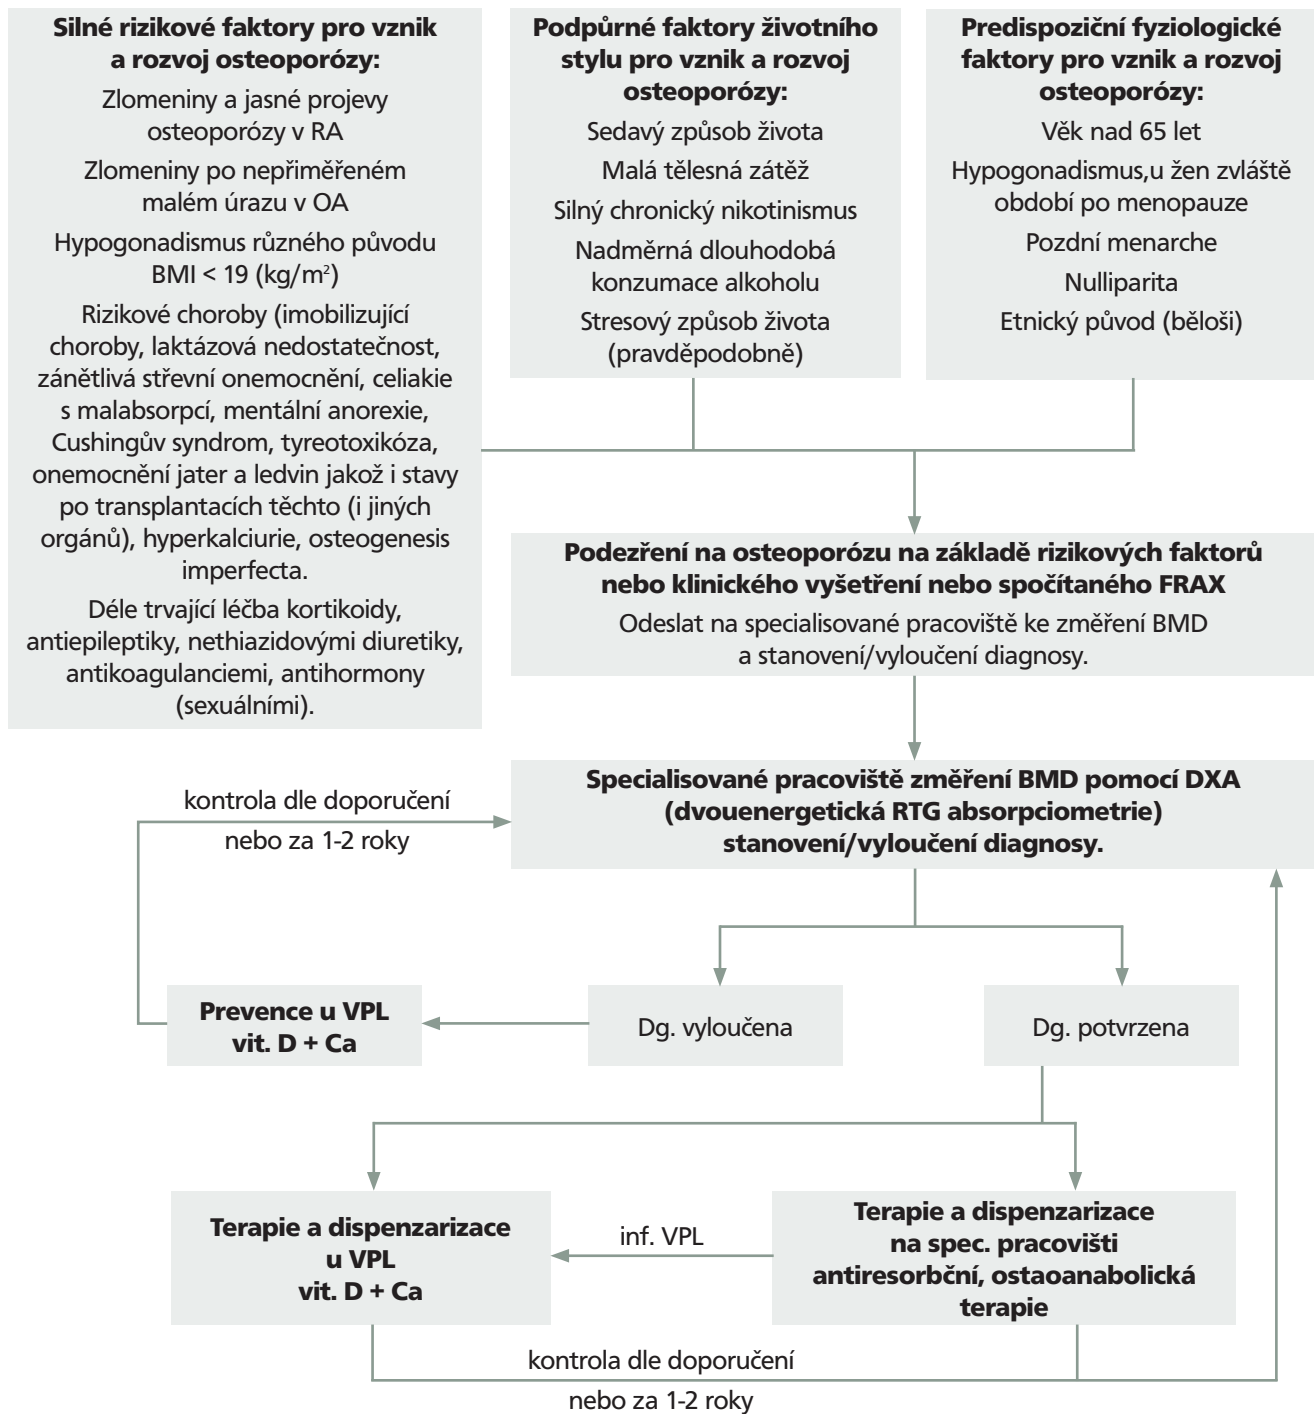 Silné rizikové faktory pro vznik
a rozvoj osteoporózy:
Zlomeniny a jasné projevy
osteoporózy v RA
Zlomeniny po nepřiměřeném
malém úrazu v OA
Hypogonadismus různého původu
BMI < 19 (kg/m²)
Rizikové choroby (imobilizující
choroby, laktázová nedostatečnost,
zánětlivá střevní onemocnění, celiakie
s malabsorpcí, mentální anorexie,
Cushingův syndrom, tyreotoxikóza,
onemocnění jater a ledvin jakož i stavy
po transplantacích těchto (i jiných
orgánů), hyperkalciurie, osteogenesis
imperfecta.
Déle trvající léčba kortikoidy,
antiepileptiky, nethiazidovými diuretiky,
antikoagulanciemi, antihormony
(sexuálními).
Podpůrné faktory životního
stylu pro vznik a rozvoj
osteoporózy:
Sedavý způsob života
Malá tělesná zátěž
Silný chronický nikotinismus
Nadměrná dlouhodobá
konzumace alkoholu
Stresový způsob života
(pravděpodobně)
Predispoziční fyziologické
faktory pro vznik a rozvoj
osteoporózy:
Věk nad 65 let
Hypogonadismus,u žen zvláště
období po menopauze
Pozdní menarche
Nulliparita
Etnický původ (běloši)
Podezření na osteoporózu na základě rizikových faktorů
nebo klinického vyšetření nebo spočítaného FRAX
Odeslat na specialisované pracoviště ke změření BMD
a stanovení/vyloučení diagnosy.
Specialisované pracoviště změření BMD pomocí DXA
(dvouenergetická RTG absorpciometrie)
stanovení/vyloučení diagnosy.
kontrola dle doporučení
nebo za 1-2 roky
Prevence u VPL
vit. D + Ca
Dg. vyloučena
Dg. potvrzena
Terapie a dispenzarizace
u VPL
vit. D + Ca
inf. VPL
Terapie a dispenzarizace
na spec. pracovišti
antiresorbční, ostaoanabolická
terapie
kontrola dle doporučení
nebo za 1-2 roky